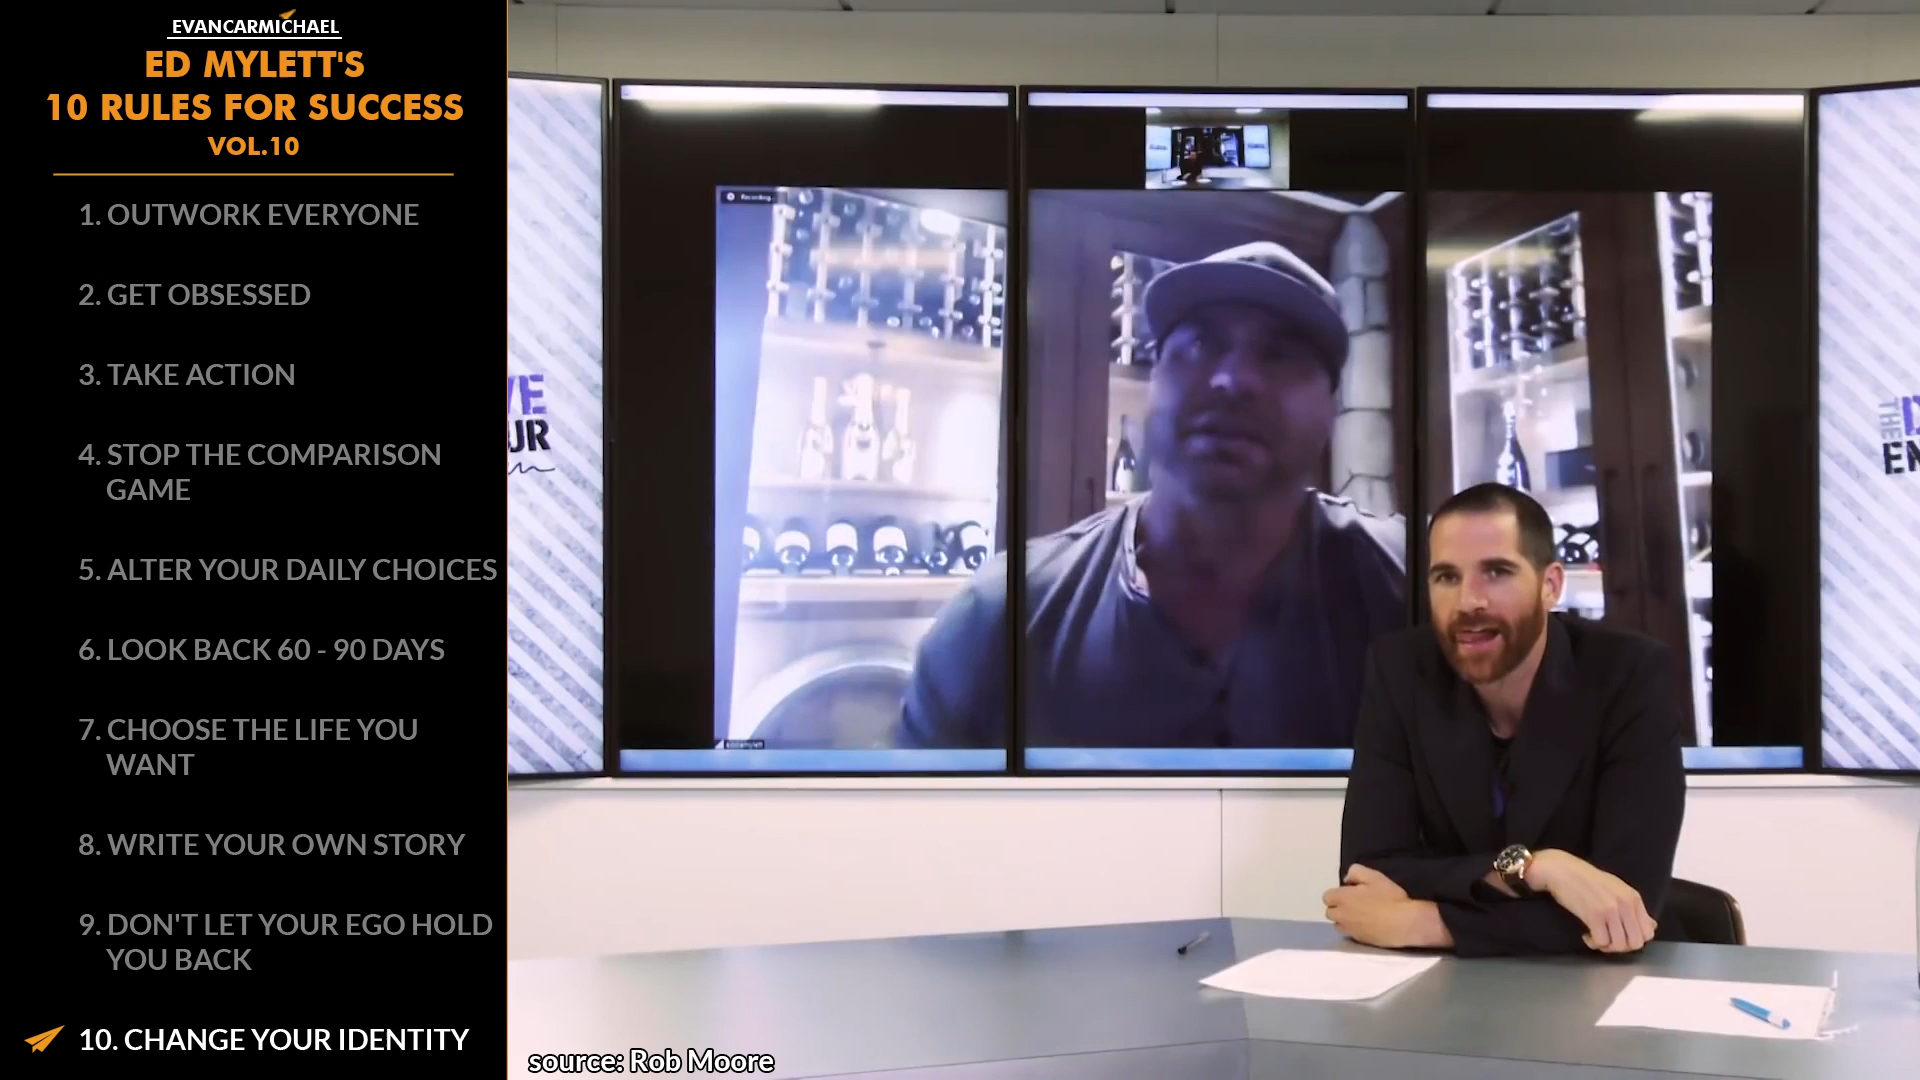 EVANCARMICHAEL
ED MYLETT'S
10 RULES FOR SUCCESS
VOL.10
1. OUTWORK EVERYONE
2. GET OBSESSED
3. TAKE ACTION
4. STOP THE COMPARISON
GAME
5. ALTER YOUR DAILY CHOICES
6. LOOK BACK 60 - 90 DAYS
7. CHOOSE THE LIFE YOU
WANT
8. WRITE YOUR OWN STORY
9. DON'T LET YOUR EGO HOLD
YOU BACK
10. CHANGE YOUR IDENTITY
Recording
THE
source: Rob Moore